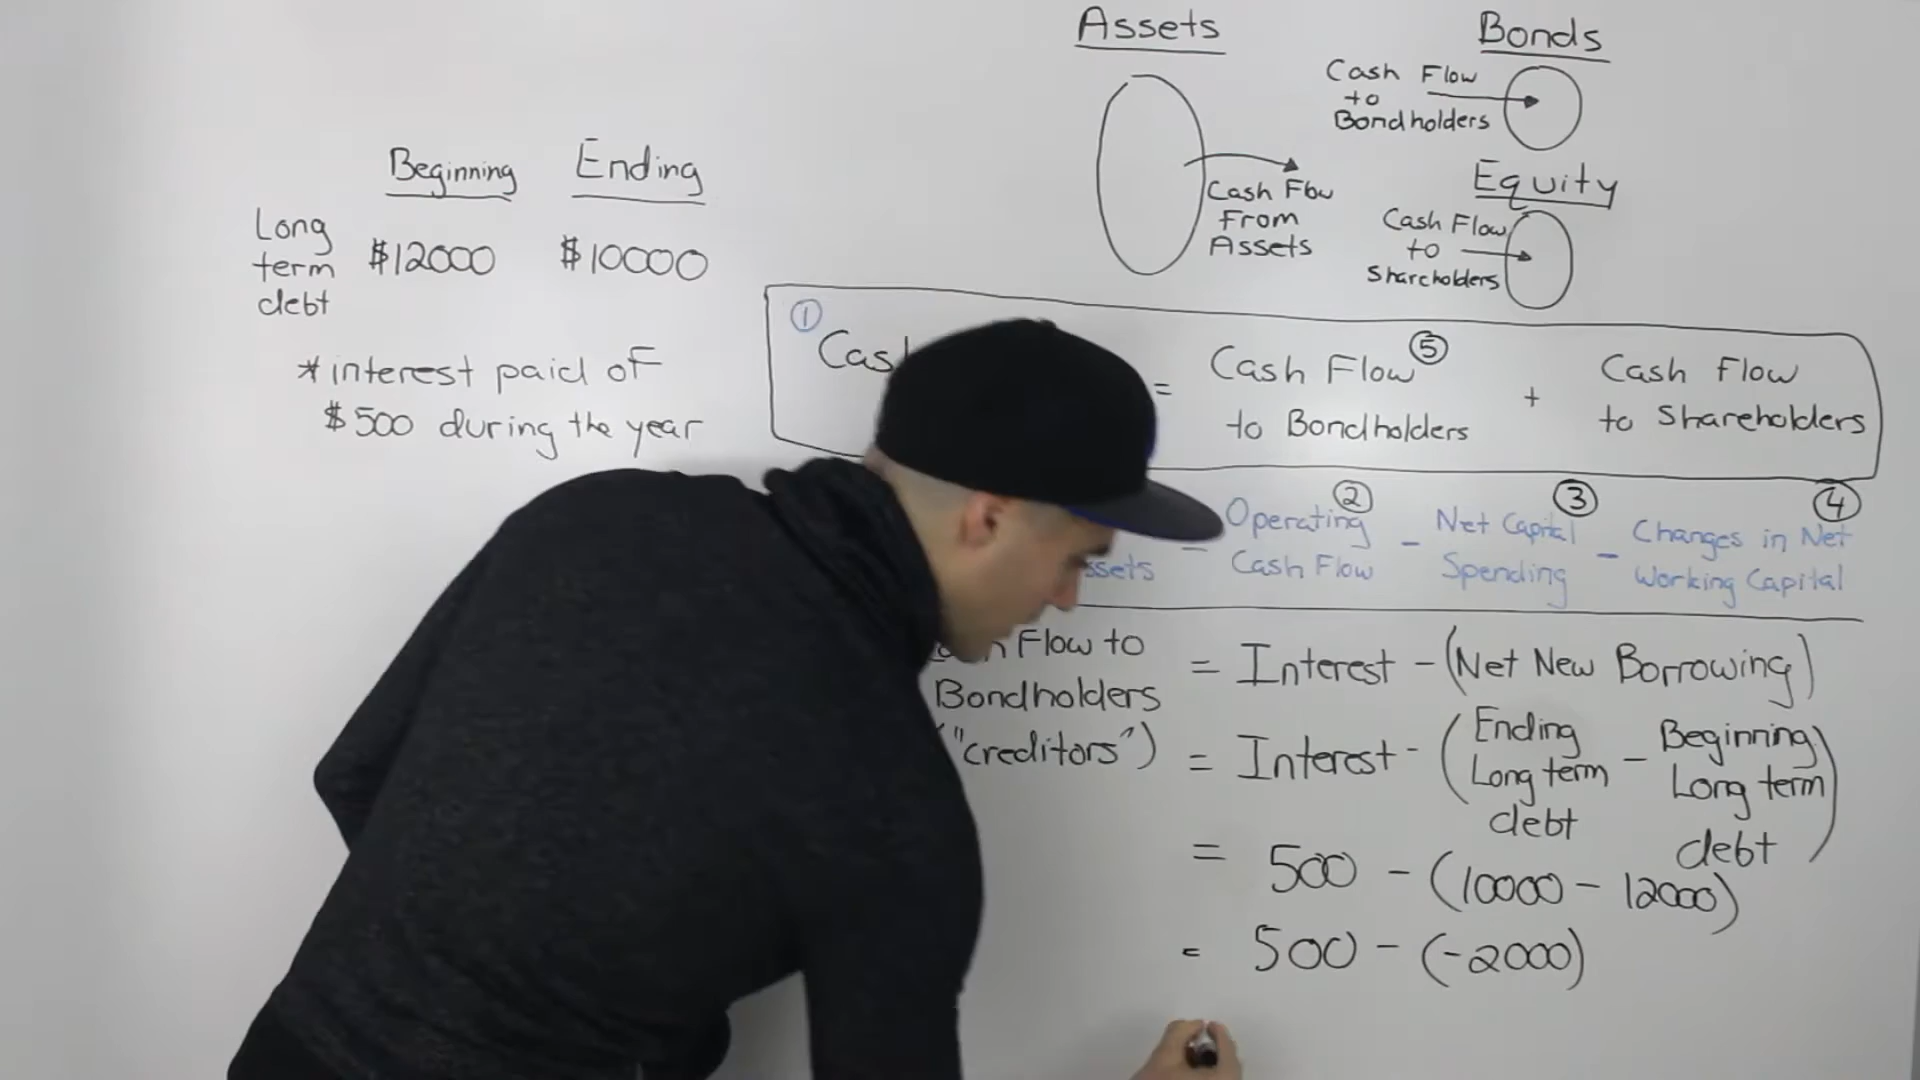 Assets
Cash Flow
From
Assets
Bonds
Cash Flow
to
Bondholders
Equity
Cash Flow
to
Shareholders
Beginning Ending
Long
term
debt
$12000 $10000
*interest paid of
$500 during the year
①
= Cash Flow ⑤ + Cash Flow
to Bondholders to Shareholders
Operating ② - Net Capital ③ - Changes in Net ④
Cash Flow Spending Working Capital
Flow to
Bondholders
("creditors")
= Interest - (Net New Borrowing)
= Interest - (Ending Long term debt - Beginning Long term debt)
= 500 - (10000 - 12000)
= 500 - (-2000)